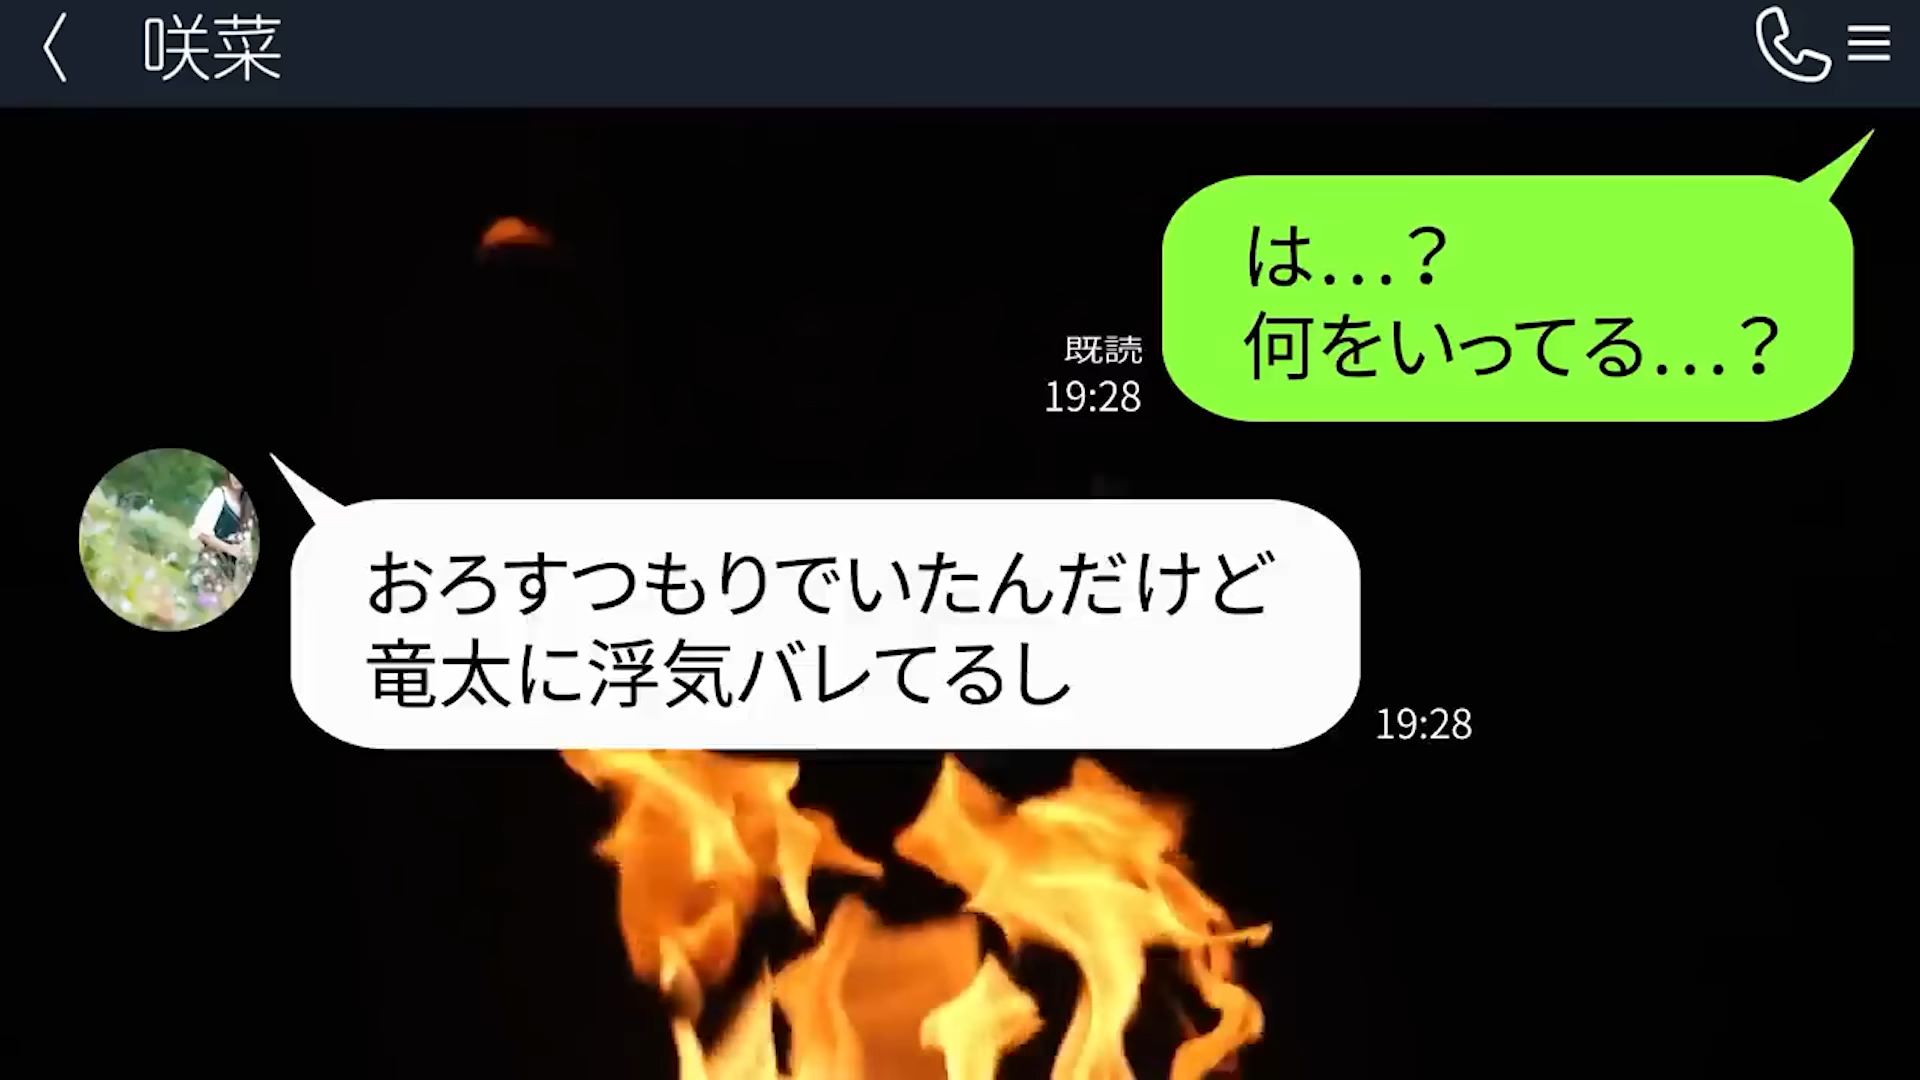 咲菜
は…？
何をいってる…？
既読
19:28
おろすつもりでいたんだけど
竜太に浮気バレてるし
19:28